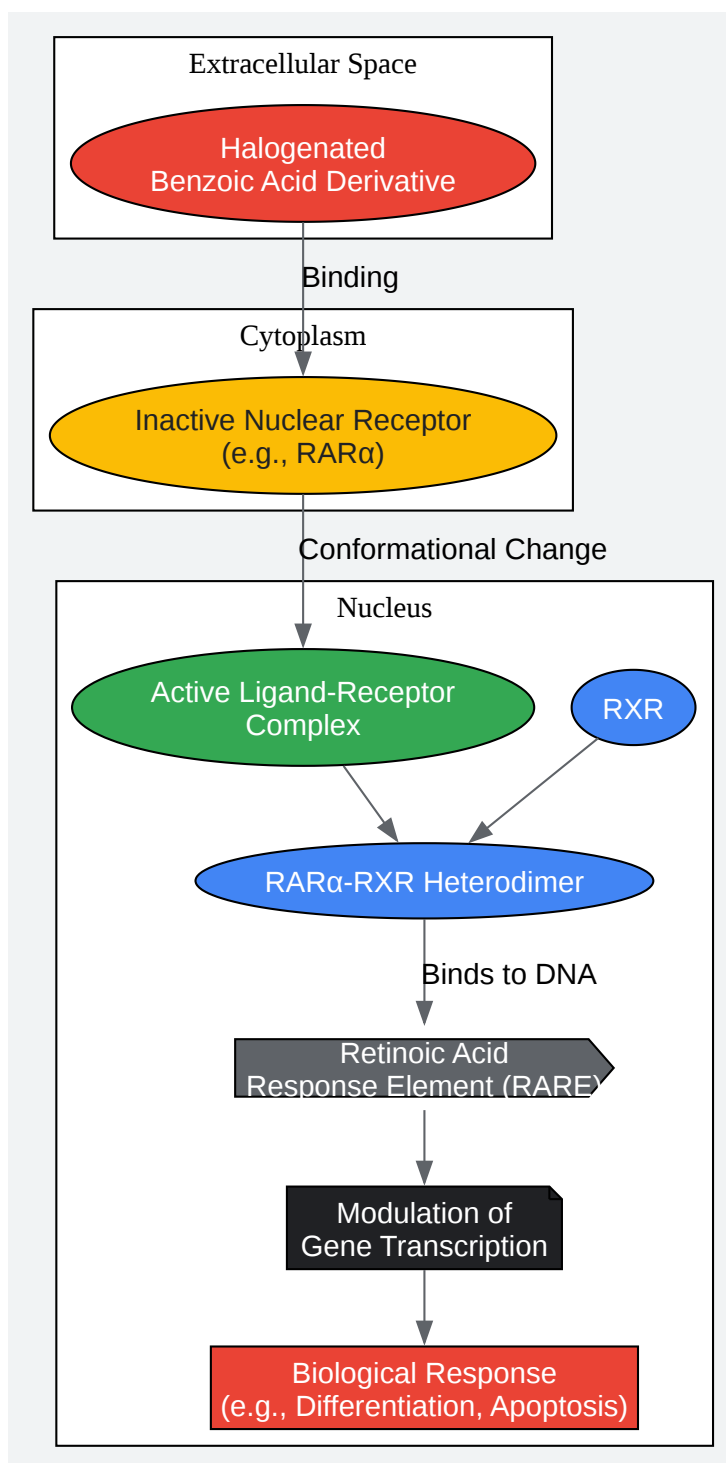 Extracellular Space
Halogenated
Benzoic Acid Derivative
Binding
Cytoplasm
Inactive Nuclear Receptor
(e.g., RARα)
Conformational Change
Nucleus
Active Ligand-Receptor
Complex
RXR
RARα-RXR Heterodimer
Binds to DNA
Retinoic Acid
Response Element (RARE)
Modulation of
Gene Transcription
Biological Response
(e.g., Differentiation, Apoptosis)